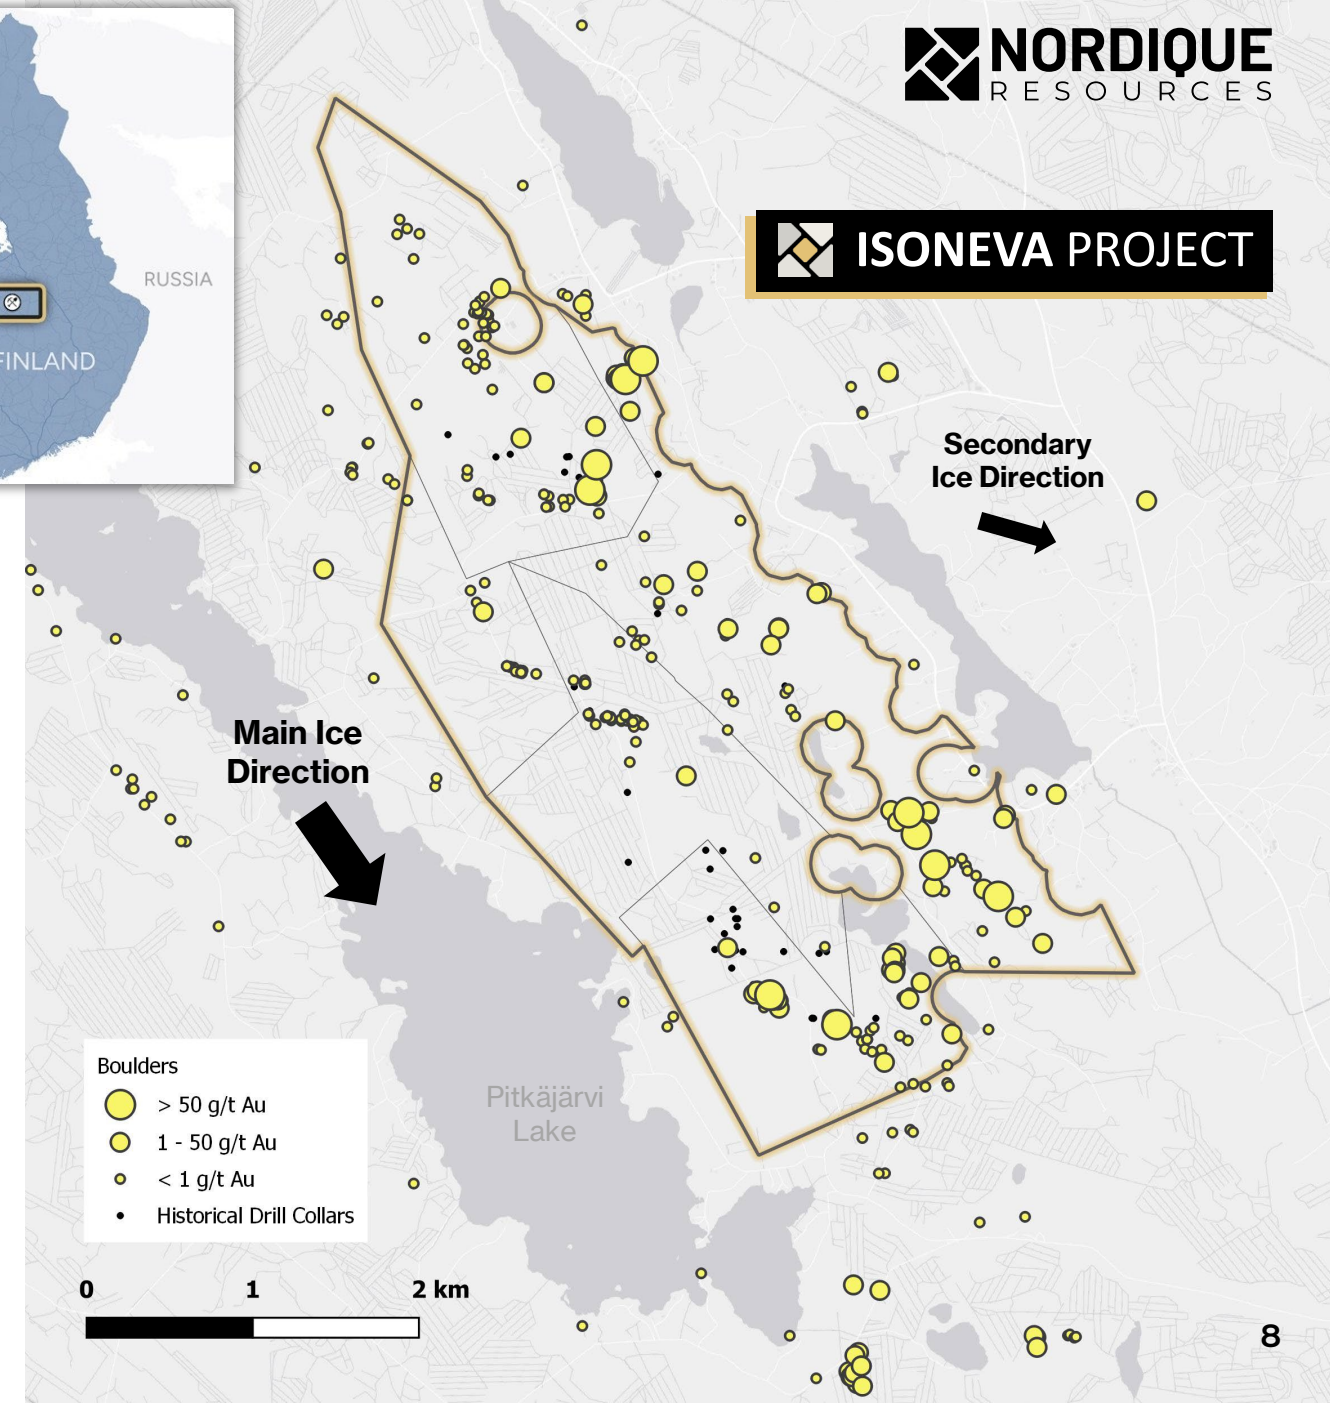 NORDIQUE
RESOURCES
ISONEVA PROJECT
RUSSIA
FINLAND
Secondary
Ice Direction
Main Ice
Direction
Pitkäjärvi
Lake
Boulders
> 50 g/t Au
1 - 50 g/t Au
< 1 g/t Au
Historical Drill Collars
0 1 2 km
8